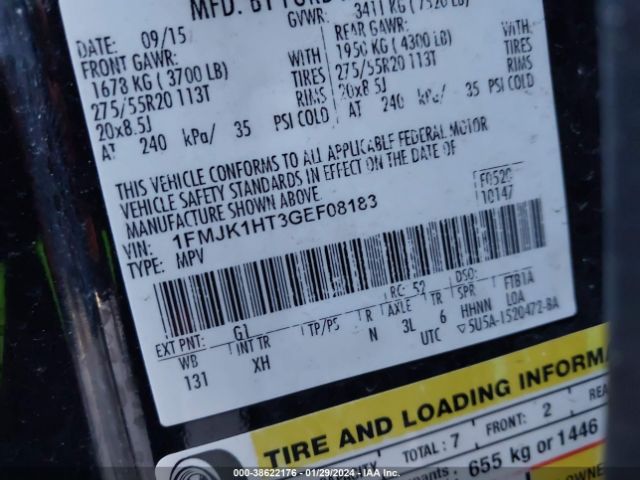 MFD. BY FORD
DATE: 09/15 GVWR: 3411 KG ( 7520 LB)
FRONT GAWR: REAR GAWR:
1678 KG ( 3700 LB) WITH 1950 KG ( 4300 LB) WITH
275/55R20 113T TIRES 275/55R20 113T TIRES
20x8.5J RIMS 20x8.5J RIMS
AT 240 kPa/ 35 PSI COLD AT 240 kPa/ 35 PSI COLD
THIS VEHICLE CONFORMS TO ALL APPLICABLE FEDERAL MOTOR
VEHICLE SAFETY STANDARDS IN EFFECT ON THE DATE OF
MANUFACTURE SHOWN ABOVE.
F0520
10147
VIN: 1FMJK1HT3GEF08183
TYPE: MPV
EXT PNT: G1 RC: 52 DSO:
WB INT TR TP/PS R AXLE TR SPR FTB1A
131 XH N 3L 6 HHNN LOA
UTC 5U5A-1520472-BA
TIRE AND LOADING INFORMA
TOTAL: 7 FRONT: 2 REA
655 kg or 1446
000-38622176 - 01/29/2024 - IAA Inc.